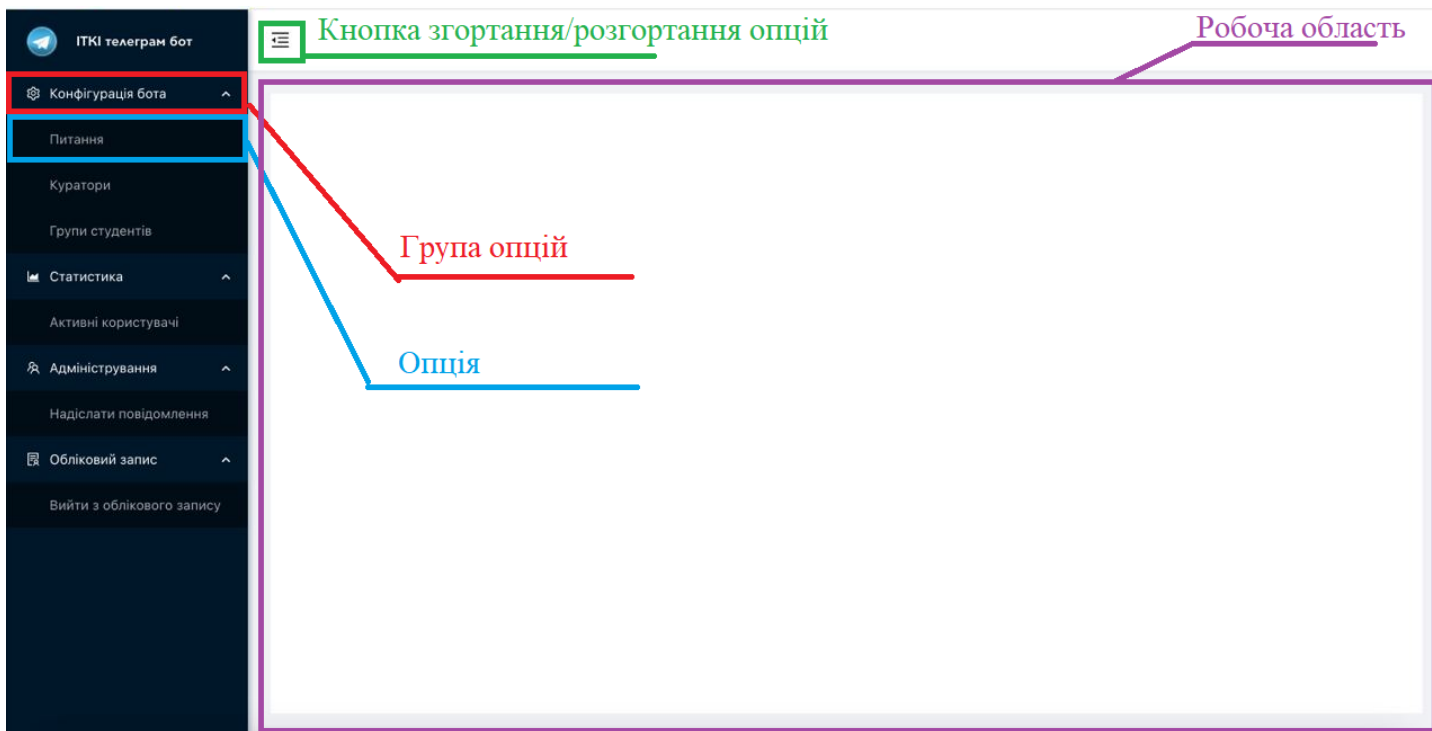 ІТКІ телеграм бот
Кнопка згортання/розгортання опцій
Робоча область
Конфігурація бота
Питання
Куратори
Групи студентів
Група опцій
Статистика
Активні користувачі
Опція
Адміністрування
Надіслати повідомлення
Обліковий запис
Вийти з облікового запису